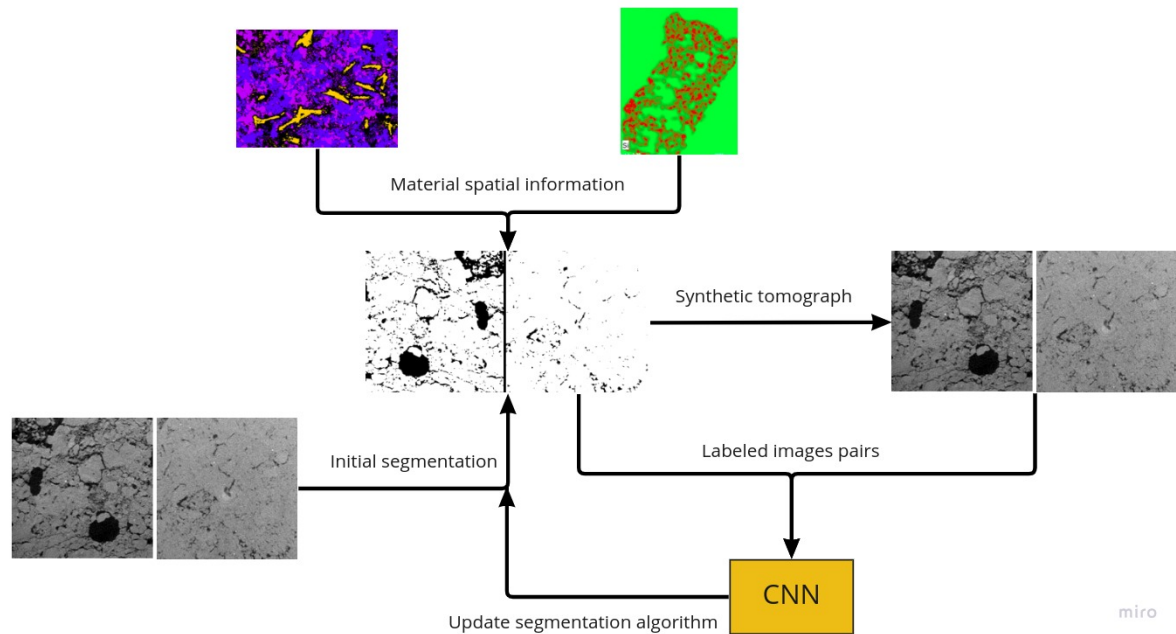 Material spatial information
Synthetic tomograph
Initial segmentation
Labeled images pairs
CNN
Update segmentation algorithm
miro